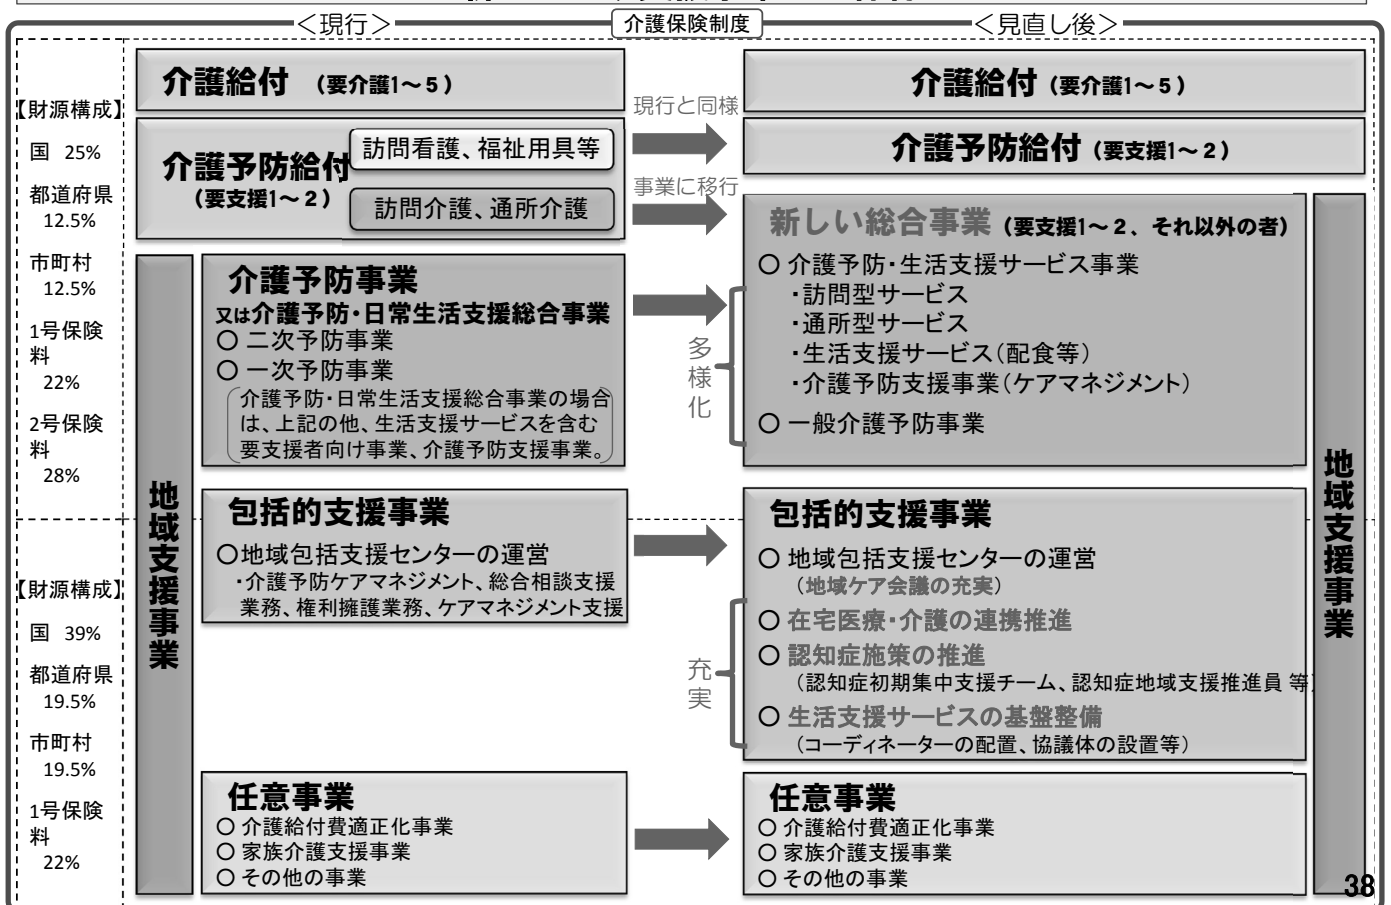 ＜現行＞
介護保険制度
＜見直し後＞
【財源構成】
国 25%
都道府県
12.5%
市町村
12.5%
1号保険
料
22%
2号保険
料
28%
【財源構成】
国 39%
都道府県
19.5%
市町村
19.5%
1号保険
料
22%
介護給付 （要介護1～5）
介護予防給付
（要支援1～2）
訪問看護、福祉用具等
訪問介護、通所介護
地域支援事業
介護予防事業
又は介護予防・日常生活支援総合事業
○ 二次予防事業
○ 一次予防事業
介護予防・日常生活支援総合事業の場合
は、上記の他、生活支援サービスを含む
要支援者向け事業、介護予防支援事業。
包括的支援事業
○地域包括支援センターの運営
・介護予防ケアマネジメント、総合相談支援
業務、権利擁護業務、ケアマネジメント支援
任意事業
○ 介護給付費適正化事業
○ 家族介護支援事業
○ その他の事業
現行と同様
事業に移行
多様化
充実
介護給付（要介護1～5）
介護予防給付（要支援1～2）
新しい総合事業（要支援1～2、それ以外の者）
○ 介護予防・生活支援サービス事業
・訪問型サービス
・通所型サービス
・生活支援サービス（配食等）
・介護予防支援事業（ケアマネジメント）
○ 一般介護予防事業
包括的支援事業
○ 地域包括支援センターの運営
（地域ケア会議の充実）
○ 在宅医療・介護の連携推進
○ 認知症施策の推進
（認知症初期集中支援チーム、認知症地域支援推進員 等）
○ 生活支援サービスの基盤整備
（コーディネーターの配置、協議体の設置等）
任意事業
○ 介護給付費適正化事業
○ 家族介護支援事業
○ その他の事業
地域支援事業
38